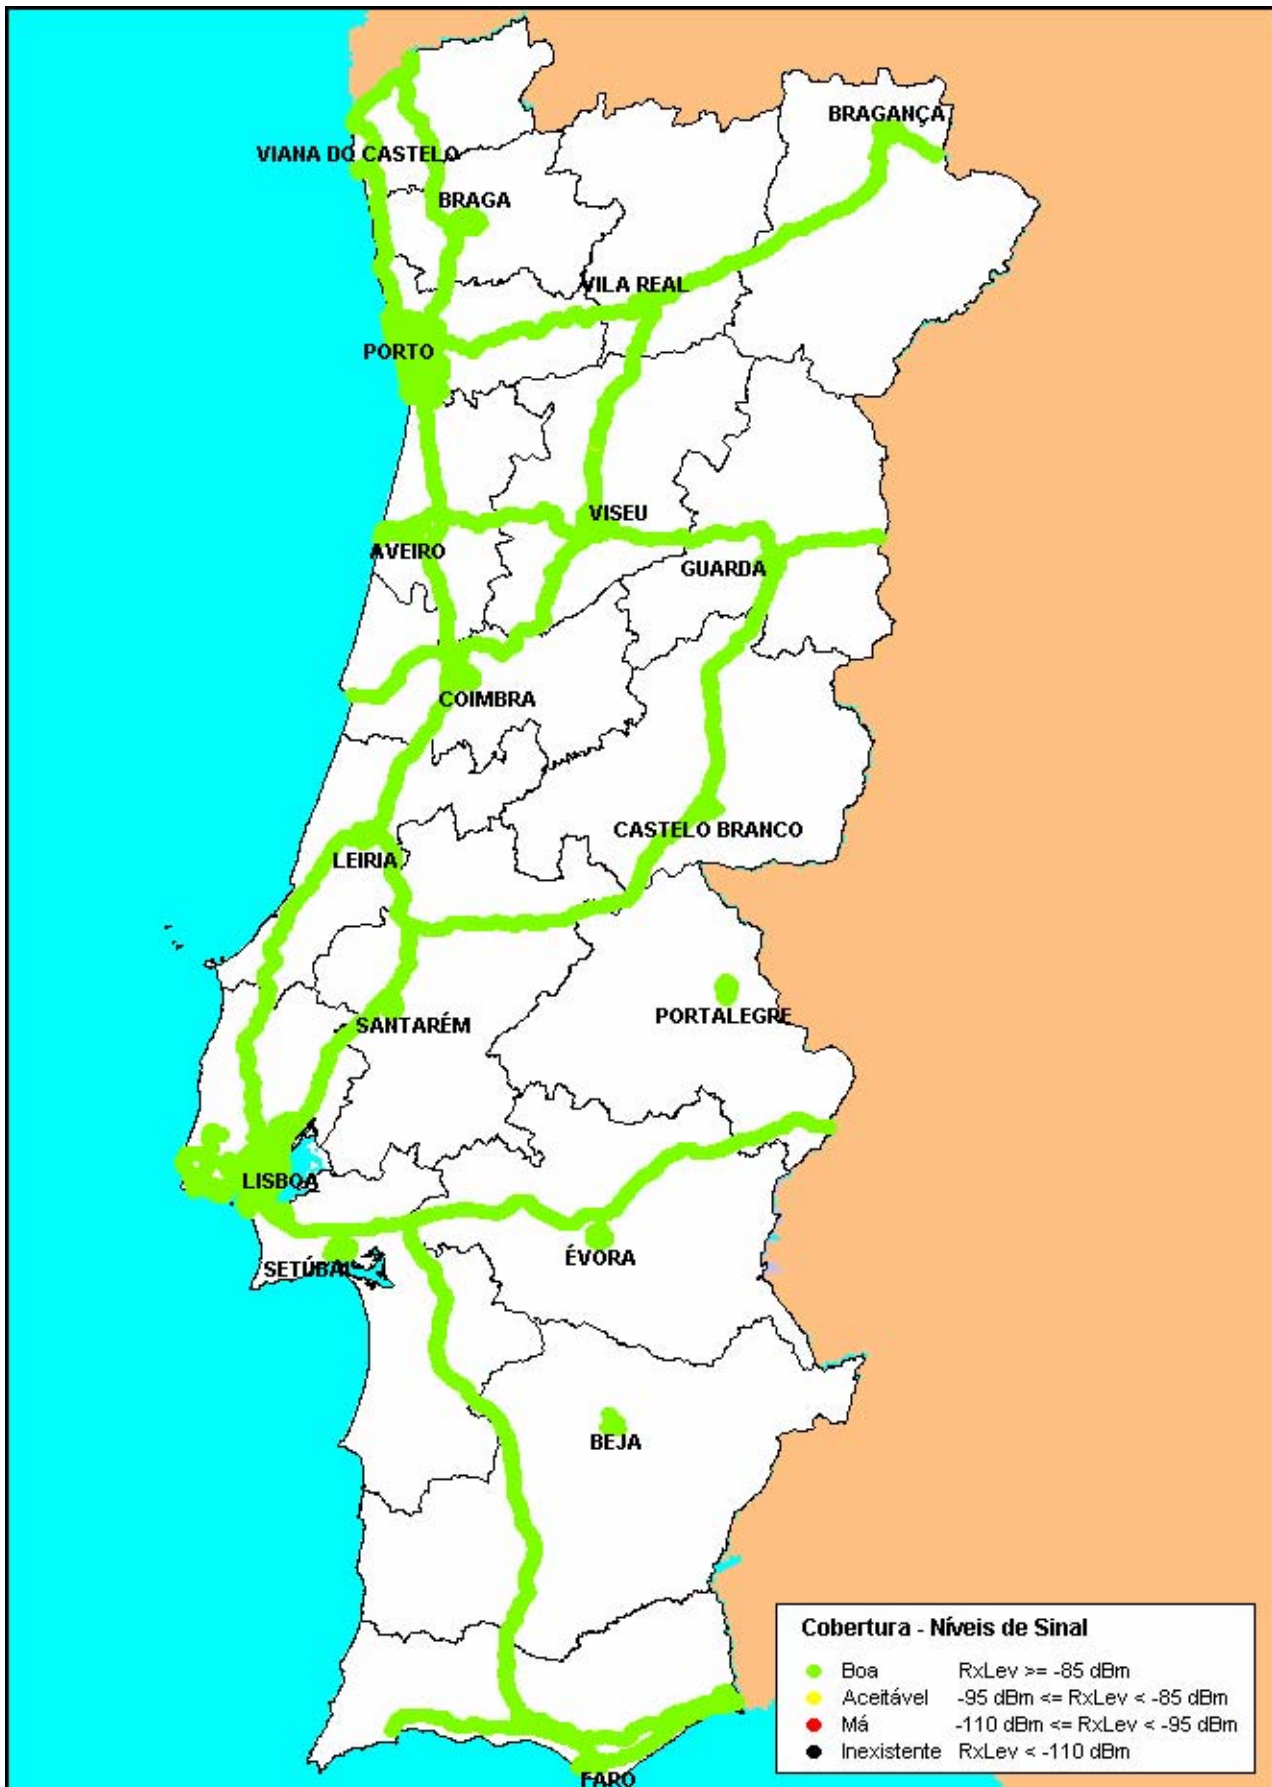 BRAGANÇA
VIANA DO CASTELO
BRAGA
VILA REAL
PORTO
VISEU
AVEIRO
GUARDA
COIMBRA
CASTELO BRANCO
LEIRIA
PORTALEGRE
SANTARÉM
LISBOA
ÉVORA
SETÚBAL
BEJA
Cobertura - Níveis de Sinal
Boa RxLev >= -85 dBm
Aceitável -95 dBm <= RxLev < -85 dBm
Má -110 dBm <= RxLev < -95 dBm
Inexistente RxLev < -110 dBm
FARO